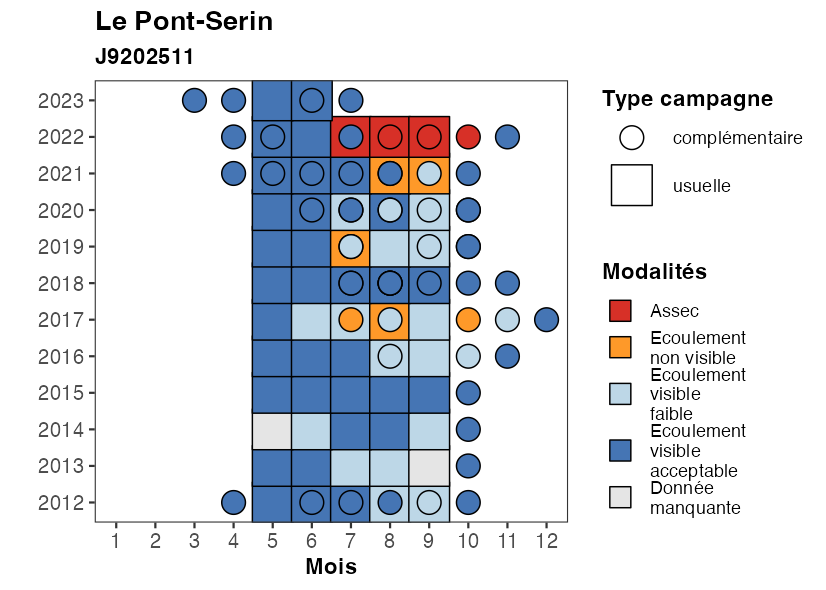 Le Pont-Serin
J9202511
2023
2022
2021
2020
2019
2018
2017
2016
2015
2014
2013
2012
1 2 3 4 5 6 7 8 9 10 11 12
Mois
Type campagne
complémentaire
usuelle
Modalités
Assec
Ecoulement
non visible
Ecoulement
visible
faible
Ecoulement
visible
acceptable
Donnée
manquante